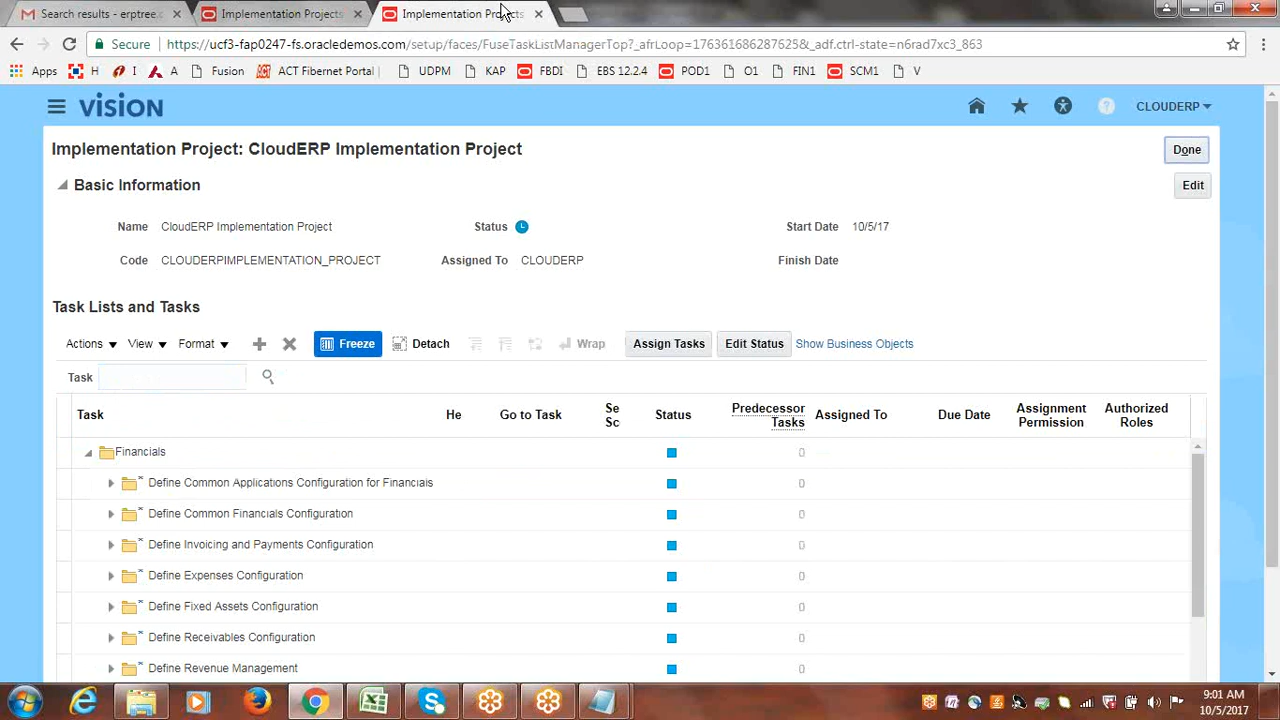 Search results - erptree.c
Implementation Projects
Implementation Projects
Secure
https://ucf3-fap0247-fs.oracledemos.com/setup/faces/FuseTaskListManagerTop?_afrLoop=1763616862876258&_adf.ctrl-state=n6rad7xc3_863
Apps H I A Fusion ACT Fibernet Portal UDPM KAP FBDI EBS 12.2.4 POD1 O1 FIN1 SCM1 V
vision CLOUDERP
Implementation Project: CloudERP Implementation Project Done
Basic Information Edit
Name CloudERP Implementation Project Status Start Date 10/5/17
Code CLOUDERPIMPLEMENTATION_PROJECT Assigned To CLOUDERP Finish Date
Task Lists and Tasks
Actions View Format Freeze Detach Wrap Assign Tasks Edit Status Show Business Objects
Task
Task He Go to Task Se Sc Status Predecessor Tasks Assigned To Due Date Assignment Permission Authorized Roles
Financials 0
Define Common Applications Configuration for Financials 0
Define Common Financials Configuration 0
Define Invoicing and Payments Configuration 0
Define Expenses Configuration 0
Define Fixed Assets Configuration 0
Define Receivables Configuration 0
Define Revenue Management 0
9:01 AM
10/5/2017